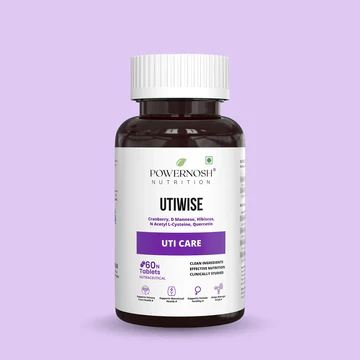 POWERNOSH®
NUTRITION
UTIWISE
Cranberry, D Mannose, Hibiscus,
N Acetyl L-Cysteine, Quercetin
UTI CARE
60N
Tablets
NUTRACEUTICAL
CLEAN INGREDIENTS
EFFECTIVE NUTRITION
CLINICALLY STUDIED